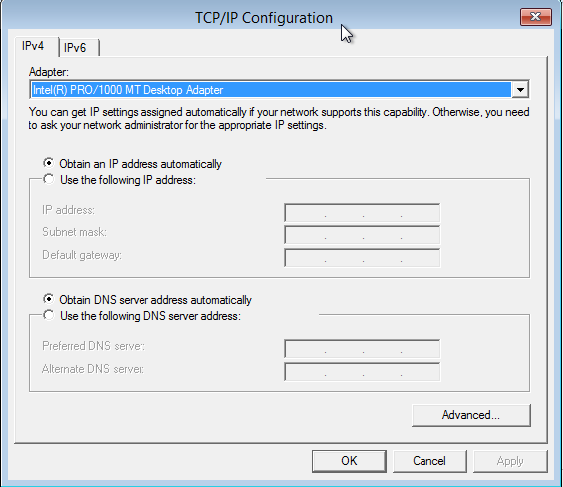 TCP/IP Configuration
IPv4 IPv6
Adapter:
Intel(R) PRO/1000 MT Desktop Adapter
You can get IP settings assigned automatically if your network supports this capability. Otherwise, you need
to ask your network administrator for the appropriate IP settings.
Obtain an IP address automatically
Use the following IP address:
IP address:
Subnet mask:
Default gateway:
Obtain DNS server address automatically
Use the following DNS server address:
Preferred DNS server:
Alternate DNS server:
Advanced...
OK Cancel Apply